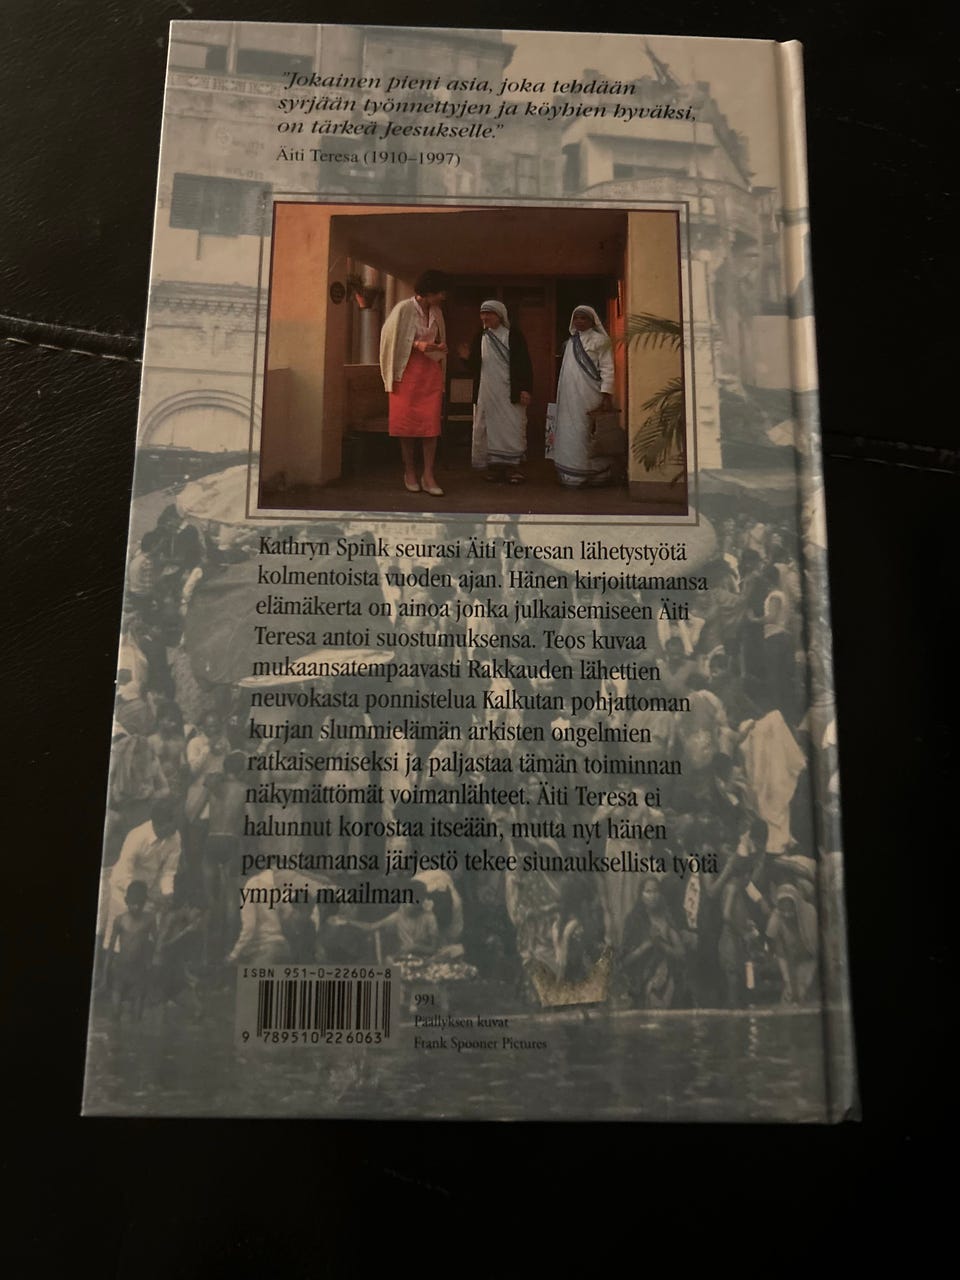 "Jokainen pieni asia, joka tehdään
syrjään työnnettyjen ja köyhien hyväksi,
on tärkeä Jeesukselle."
Äiti Teresa (1910–1997)
Kathryn Spink seurasi Äiti Teresan lähetystyötä
kolmentoista vuoden ajan. Hänen kirjoittamansa
elämäkerta on ainoa jonka julkaisemiseen Äiti
Teresa antoi suostumuksensa. Teos kuvaa
mukaansatempaavasti Rakkauden lähettien
neuvokasta ponnistelua Kalkutan pohjattoman
kurjan slummielämän arkisten ongelmien
ratkaisemiseksi ja paljastaa tämän toiminnan
näkymättömät voimanlähteet. Äiti Teresa ei
halunnut korostaa itseään, mutta nyt hänen
perustamansa järjestö tekee siunauksellista työtä
ympäri maailman.
ISBN 951-0-22606-8
9 789510 226063
991
Päällyksen kuvat
Frank Spooner Pictures